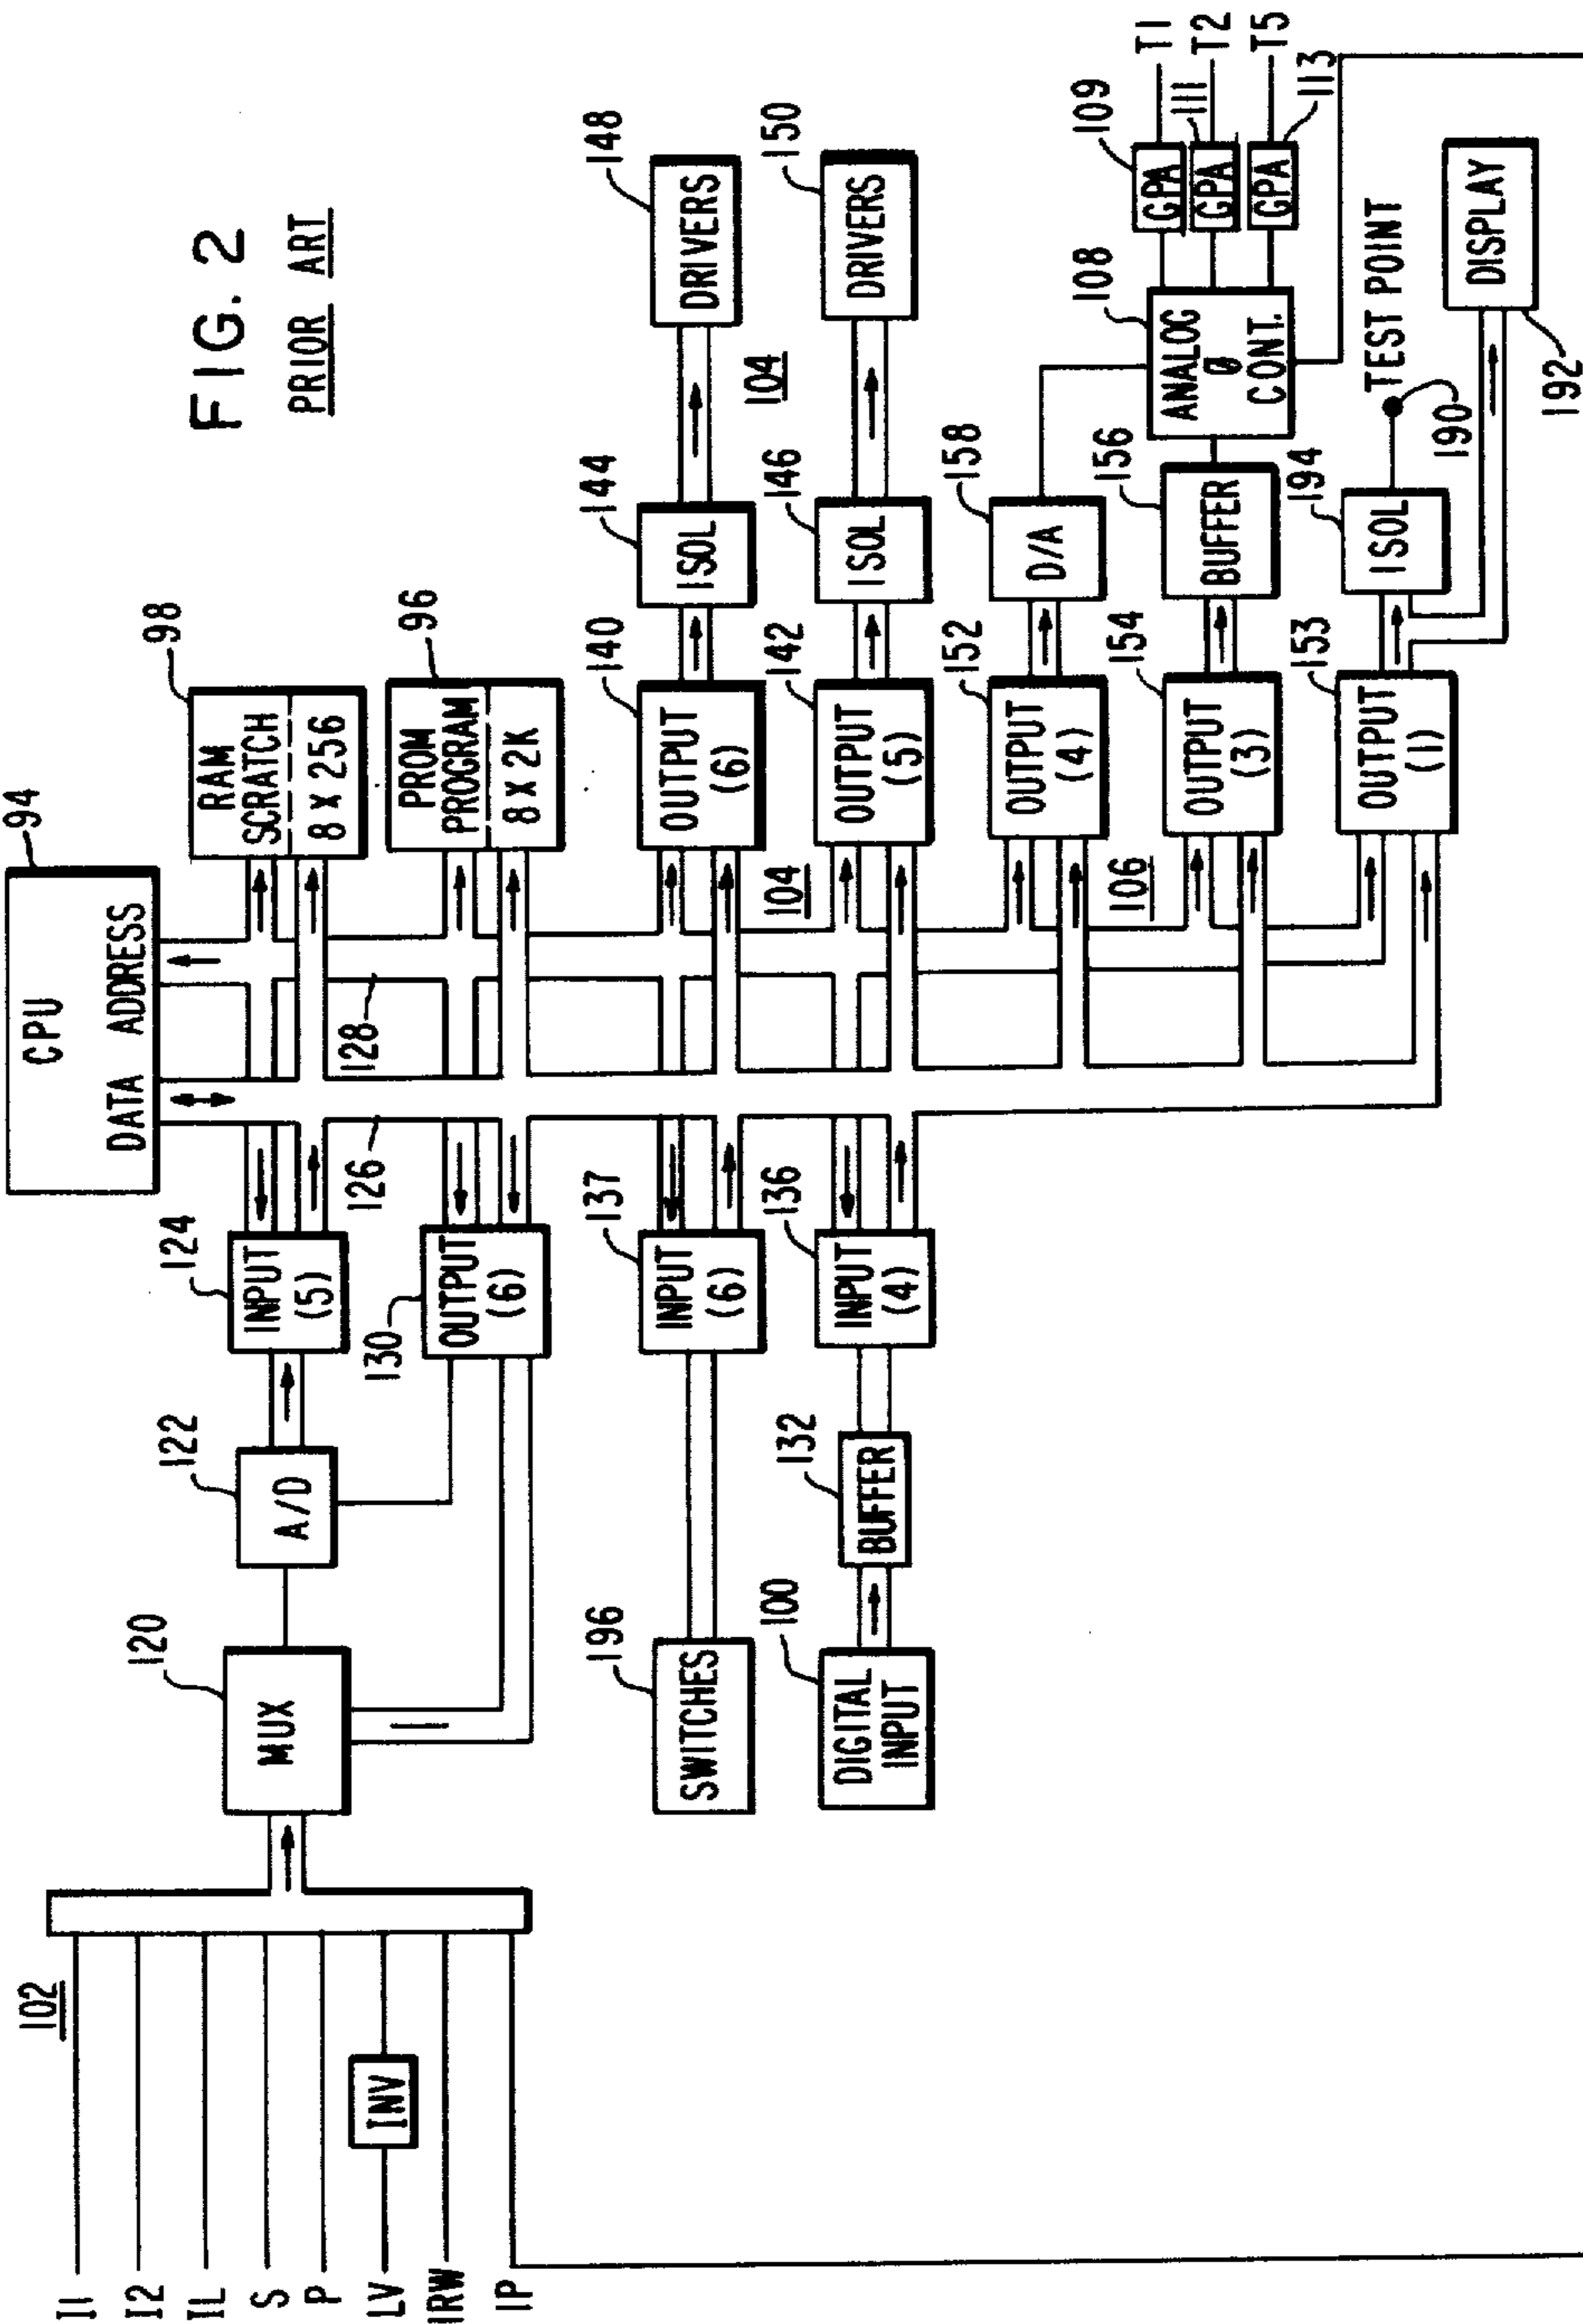 FIG. 2
PRIOR ART
94
CPU
DATA ADDRESS
102
I1
I2
IL
S
P
LV
INV
IRW
IP
120
MUX
122
A/D
124
INPUT
(5)
130
OUTPUT
(6)
126
128
98
RAM
SCRATCH
8 X 256
96
PROM
PROGRAM
8 X 2K
196
SWITCHES
137
INPUT
(6)
140
OUTPUT
(6)
144
ISOL
148
DRIVERS
104
104
100
DIGITAL
INPUT
132
BUFFER
136
INPUT
(4)
142
OUTPUT
(5)
146
ISOL
150
DRIVERS
152
OUTPUT
(4)
158
D/A
106
154
OUTPUT
(3)
156
BUFFER
108
ANALOG
Ø
CONT.
109
GPA
T1
111
GPA
T2
GPA
T5
113
153
OUTPUT
(1)
194
ISOL
TEST POINT
190
DISPLAY
192